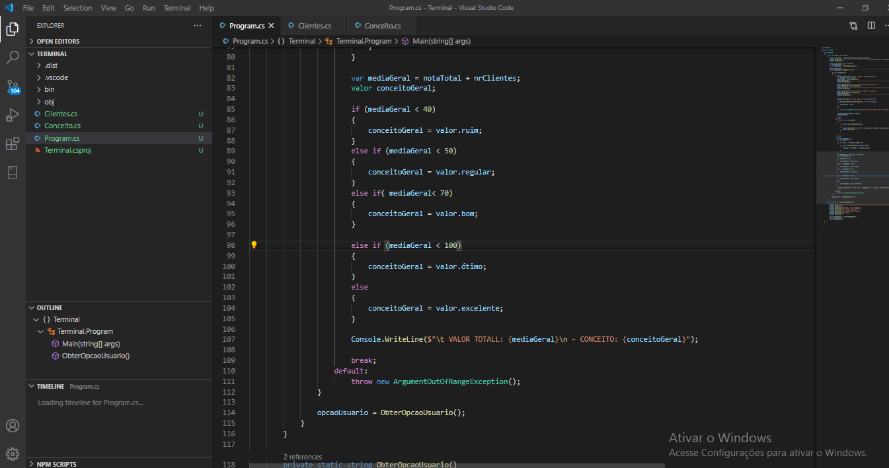 File Edit Selection View Go Run Terminal Help
Program.cs - Terminal - Visual Studio Code
EXPLORER
OPEN EDITORS
TERMINAL
.dist
.vscode
bin
obj
Clientes.cs U
Conceito.cs U
Program.cs U
Terminal.csproj U
504
OUTLINE
{} Terminal
Terminal.Program
Main(string[] args)
ObterOpcaoUsuario()
TIMELINE Program.cs
Loading timeline for Program.cs...
NPM SCRIPTS
Program.cs Clientes.cs Conceito.cs
Program.cs > {} Terminal > Terminal.Program > Main(string[] args)
80 }
81
82 var mediaGeral = notaTotal + nrClientes;
83 valor conceitoGeral;
84
85 if (mediaGeral < 40)
86 {
87 conceitoGeral = valor.ruim;
88 }
89 else if (mediaGeral < 50)
90 {
91 conceitoGeral = valor.regular;
92 }
93 else if( mediaGeral< 70)
94 {
95 conceitoGeral = valor.bom;
96 }
97
98 else if (mediaGeral < 100)
99 {
100 conceitoGeral = valor.ótimo;
101 }
102 else
103 {
104 conceitoGeral = valor.excelente;
105 }
106
107 Console.WriteLine($"\t VALOR TOTALL: {mediaGeral}\n - CONCEITO: {conceitoGeral}");
108
109 break;
110 default:
111 throw new ArgumentOutOfRangeException();
112 }
113
114 opcaoUsuario = ObterOpcaoUsuario();
115 }
116 }
117
2 references
118 private static string ObterOpcaoUsuario()
Ativar o Windows
Acesse Configurações para ativar o Windows.